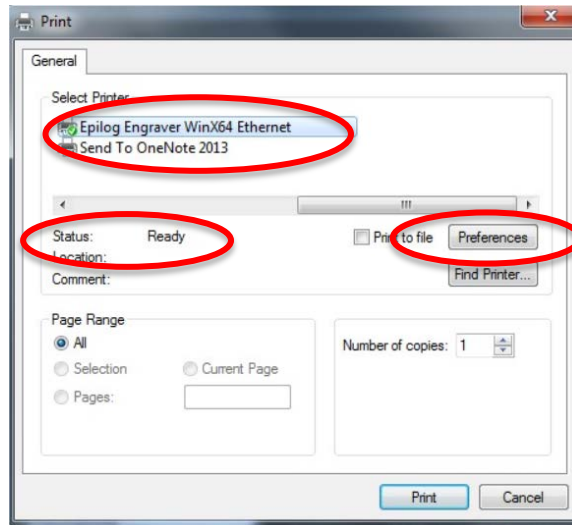 Print
General
Select Printer
Epilog Engraver WinX64 Ethernet
Send To OneNote 2013
Status: Ready Print to file Preferences
Location:
Comment: Find Printer...
Page Range
All Number of copies: 1
Selection Current Page
Pages:
Print Cancel